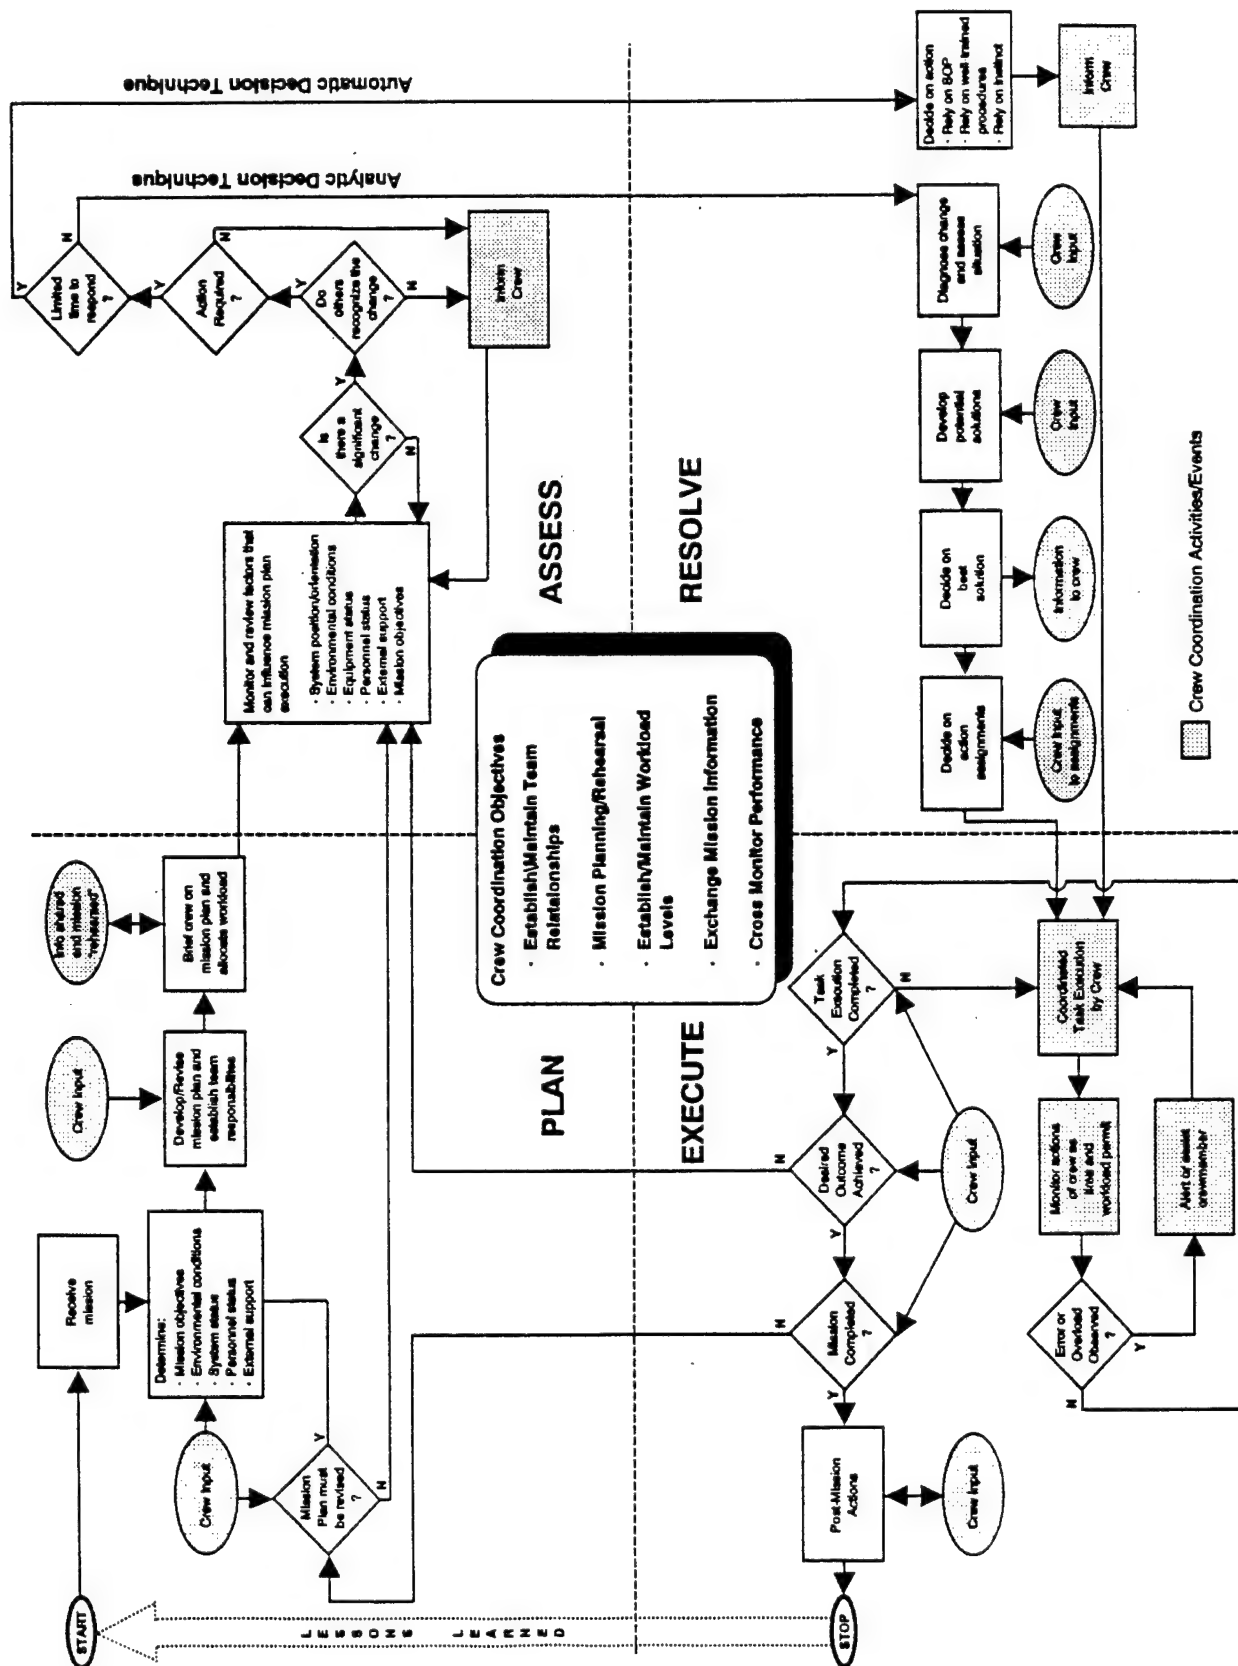 START
Receive
mission
Determine:
· Mission objectives
· Environmental conditions
· System status
· Personnel status
· External support
Crew Input
Mission
Plan must
be revised
?
Y
N
Crew Input
Develop/Revise
mission plan and
establish team
responsibilites
Info shared
and mission
"rehearsed"
Brief crew on
mission plan and
allocate workload
PLAN
Monitor and review factors that
can influence mission plan
execution
· System position/orientation
· Environmental conditions
· Equipment status
· Personnel status
· External support
· Mission objectives
Is
there a
significant
change
?
Y
N
Do
others
recognize the
change
?
Y
N
Action
Required
?
Y
N
Limited
time to
respond
?
Y
N
Inform
Crew
Analytic Decision Technique
Automatic Decision Technique
ASSESS
Crew Coordination Objectives
· Establish\Maintain Team
Relatalonships
· Mission Planning/Rehearsal
· Establish/Maintain Workload
Levels
· Exchange Mission Information
· Cross Monitor Performance
RESOLVE
Decide on action
· Rely on SOP
· Rely on well-trained
procedures
· Rely on instinct
Inform
Crew
Diagnose change
and assess
situation
Crew
Input
Develop
potential
solutions
Crew
Input
Decide on
best
solution
Information
to crew
Decide on
action
assignments
Crew Input
to assignments
Crew Coordination Activities/Events
EXECUTE
Task
Execution
Completed
?
Y
N
Desired
Outcome
Achieved
?
Y
N
Mission
Completed
?
Y
N
Crew Input
Coordinated
Task Execution
by Crew
Monitor actions
of crew as
time and
workload permit
Error or
Overload
Observed
?
Y
N
Alert or assist
crewmember
Post-Mission
Actions
Crew Input
STOP
LESSONS LEARNED